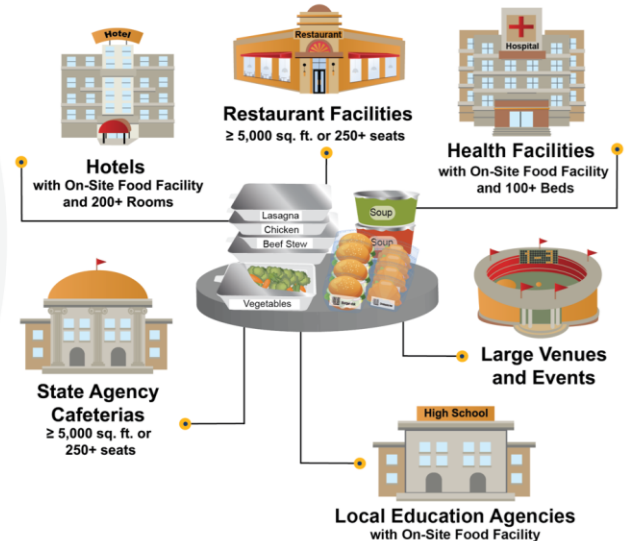 Hotel
Hotels
with On-Site Food Facility
and 200+ Rooms
Restaurant
Restaurant Facilities
≥ 5,000 sq. ft. or 250+ seats
Hospital
Health Facilities
with On-Site Food Facility
and 100+ Beds
Lasagna
Chicken
Beef Stew
Vegetables
Soup
Soup
State Agency
Cafeterias
≥ 5,000 sq. ft. or
250+ seats
Large Venues
and Events
High School
Local Education Agencies
with On-Site Food Facility